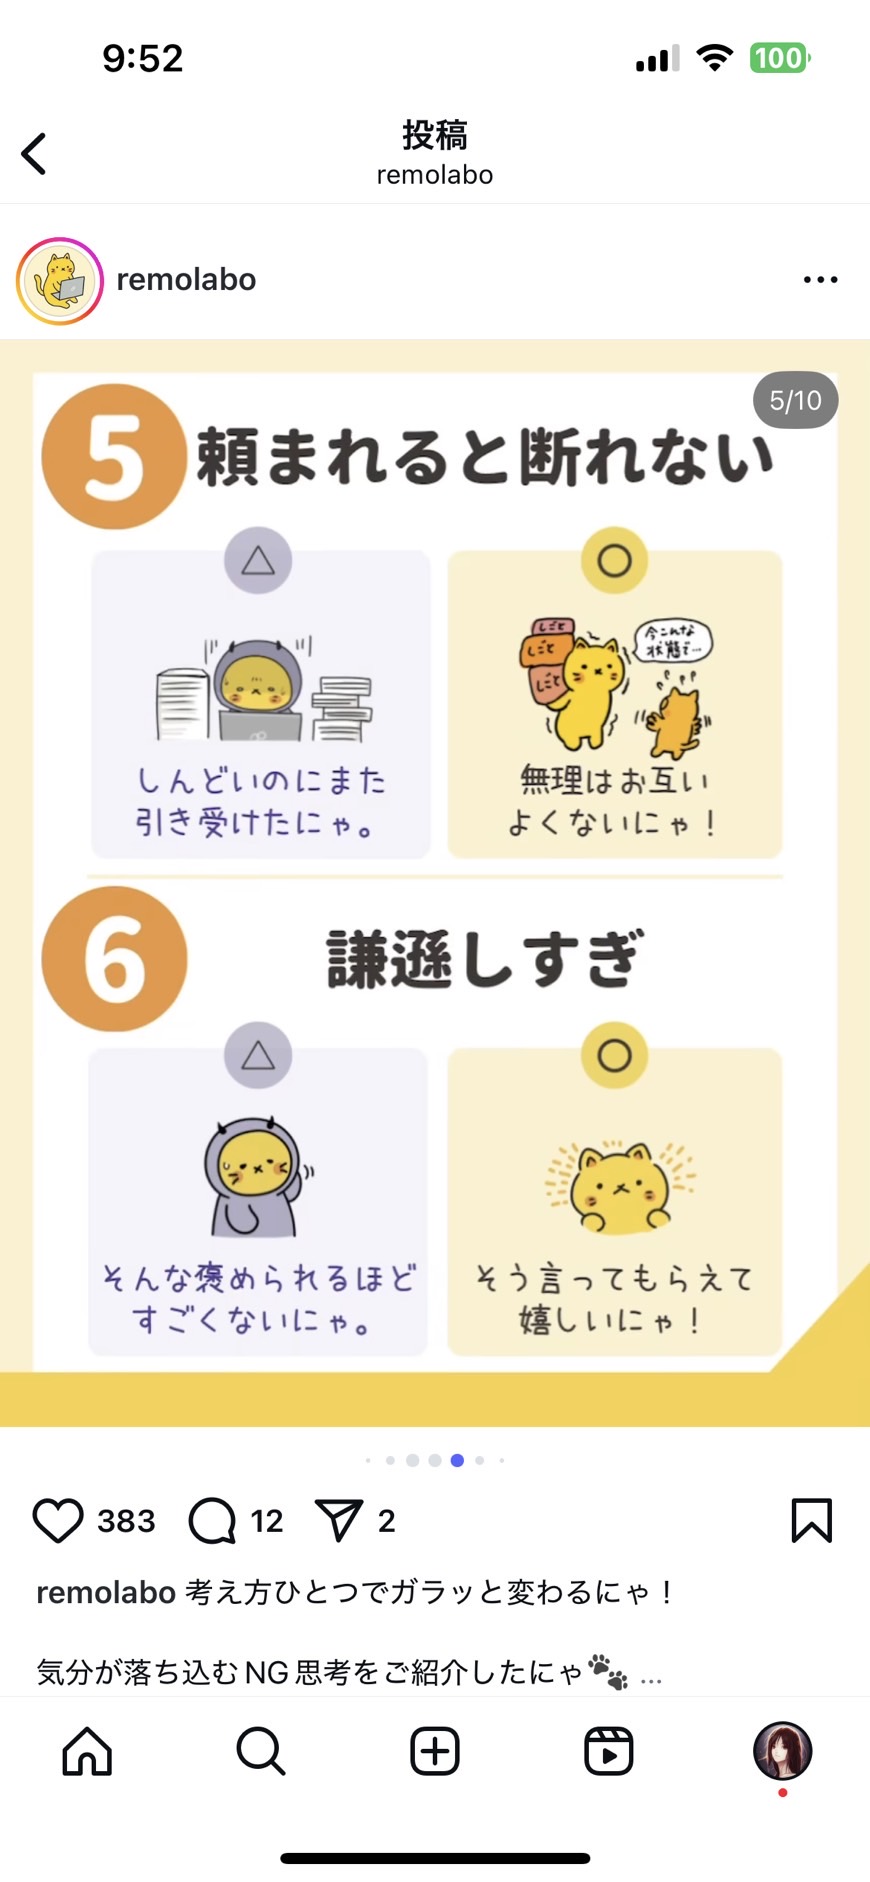 9:52
100
投稿
remolabo
remolabo
5/10
5 頼まれると断れない
△
○
しごと
しごと
しごと
今こんな
状態で…
しんどいのにまた
引き受けたにゃ。
無理はお互い
よくないにゃ！
6 謙遜しすぎ
△
○
そんな褒められるほど
すごくないにゃ。
そう言ってもらえて
嬉しいにゃ！
383 12 2
remolabo 考え方ひとつでガラッと変わるにゃ！
気分が落ち込むNG思考をご紹介したにゃ🐾 ...